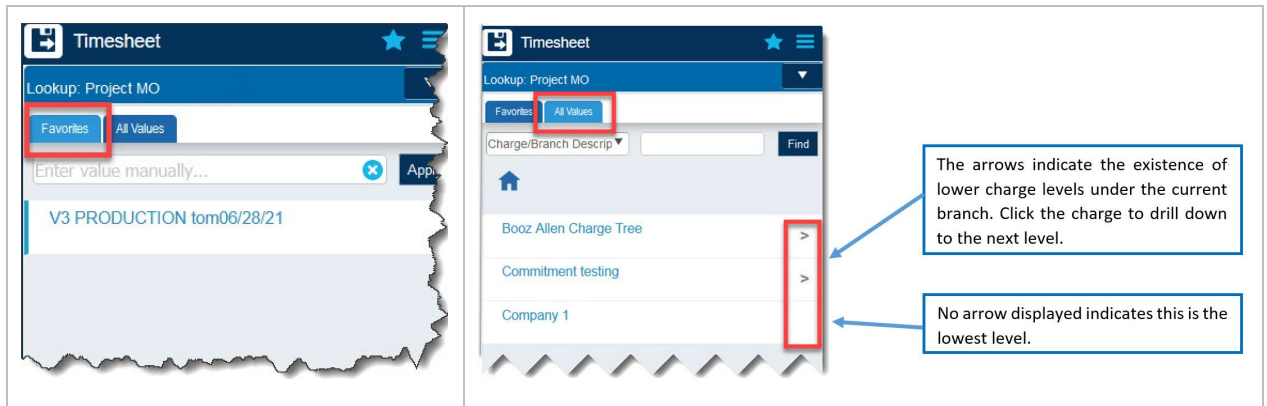 Timesheet
Lookup: Project MO
Favorites All Values
Enter value manually...
V3 PRODUCTION tom06/28/21
Timesheet
Lookup: Project MO
Favorites All Values
Charge/Branch Descrip Find
Booz Allen Charge Tree >
Commitment testing >
Company 1
The arrows indicate the existence of
lower charge levels under the current
branch. Click the charge to drill down
to the next level.
No arrow displayed indicates this is the
lowest level.